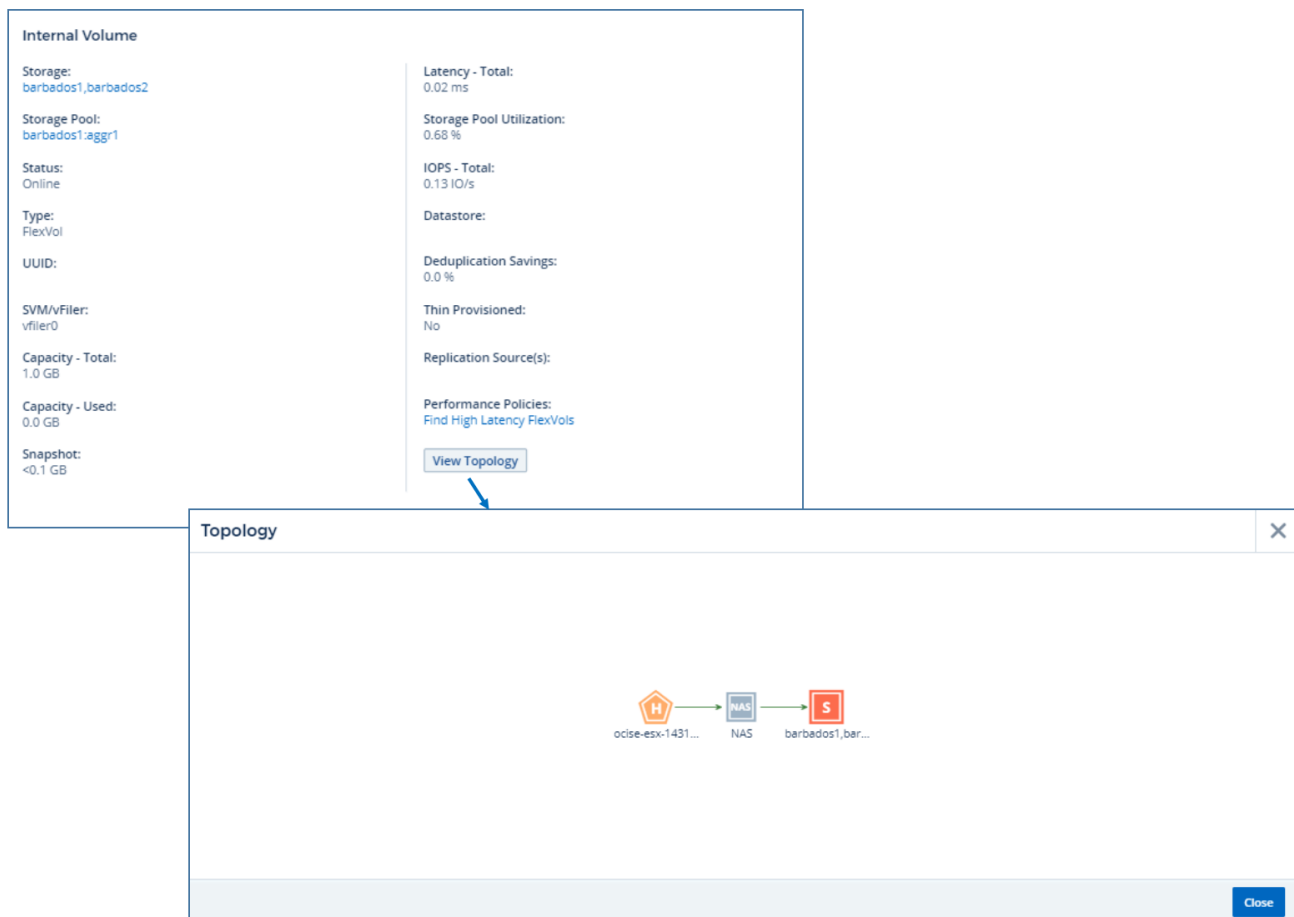 Internal Volume
Storage:
barbados1,barbados2
Storage Pool:
barbados1:aggr1
Status:
Online
Type:
FlexVol
UUID:
SVM/vFiler:
vfiler0
Capacity - Total:
1.0 GB
Capacity - Used:
0.0 GB
Snapshot:
<0.1 GB
Latency - Total:
0.02 ms
Storage Pool Utilization:
0.68 %
IOPS - Total:
0.13 IO/s
Datastore:
Deduplication Savings:
0.0 %
Thin Provisioned:
No
Replication Source(s):
Performance Policies:
Find High Latency FlexVols
View Topology
Topology
H
NAS
S
ocise-esx-1431...
NAS
barbados1,bar...
Close